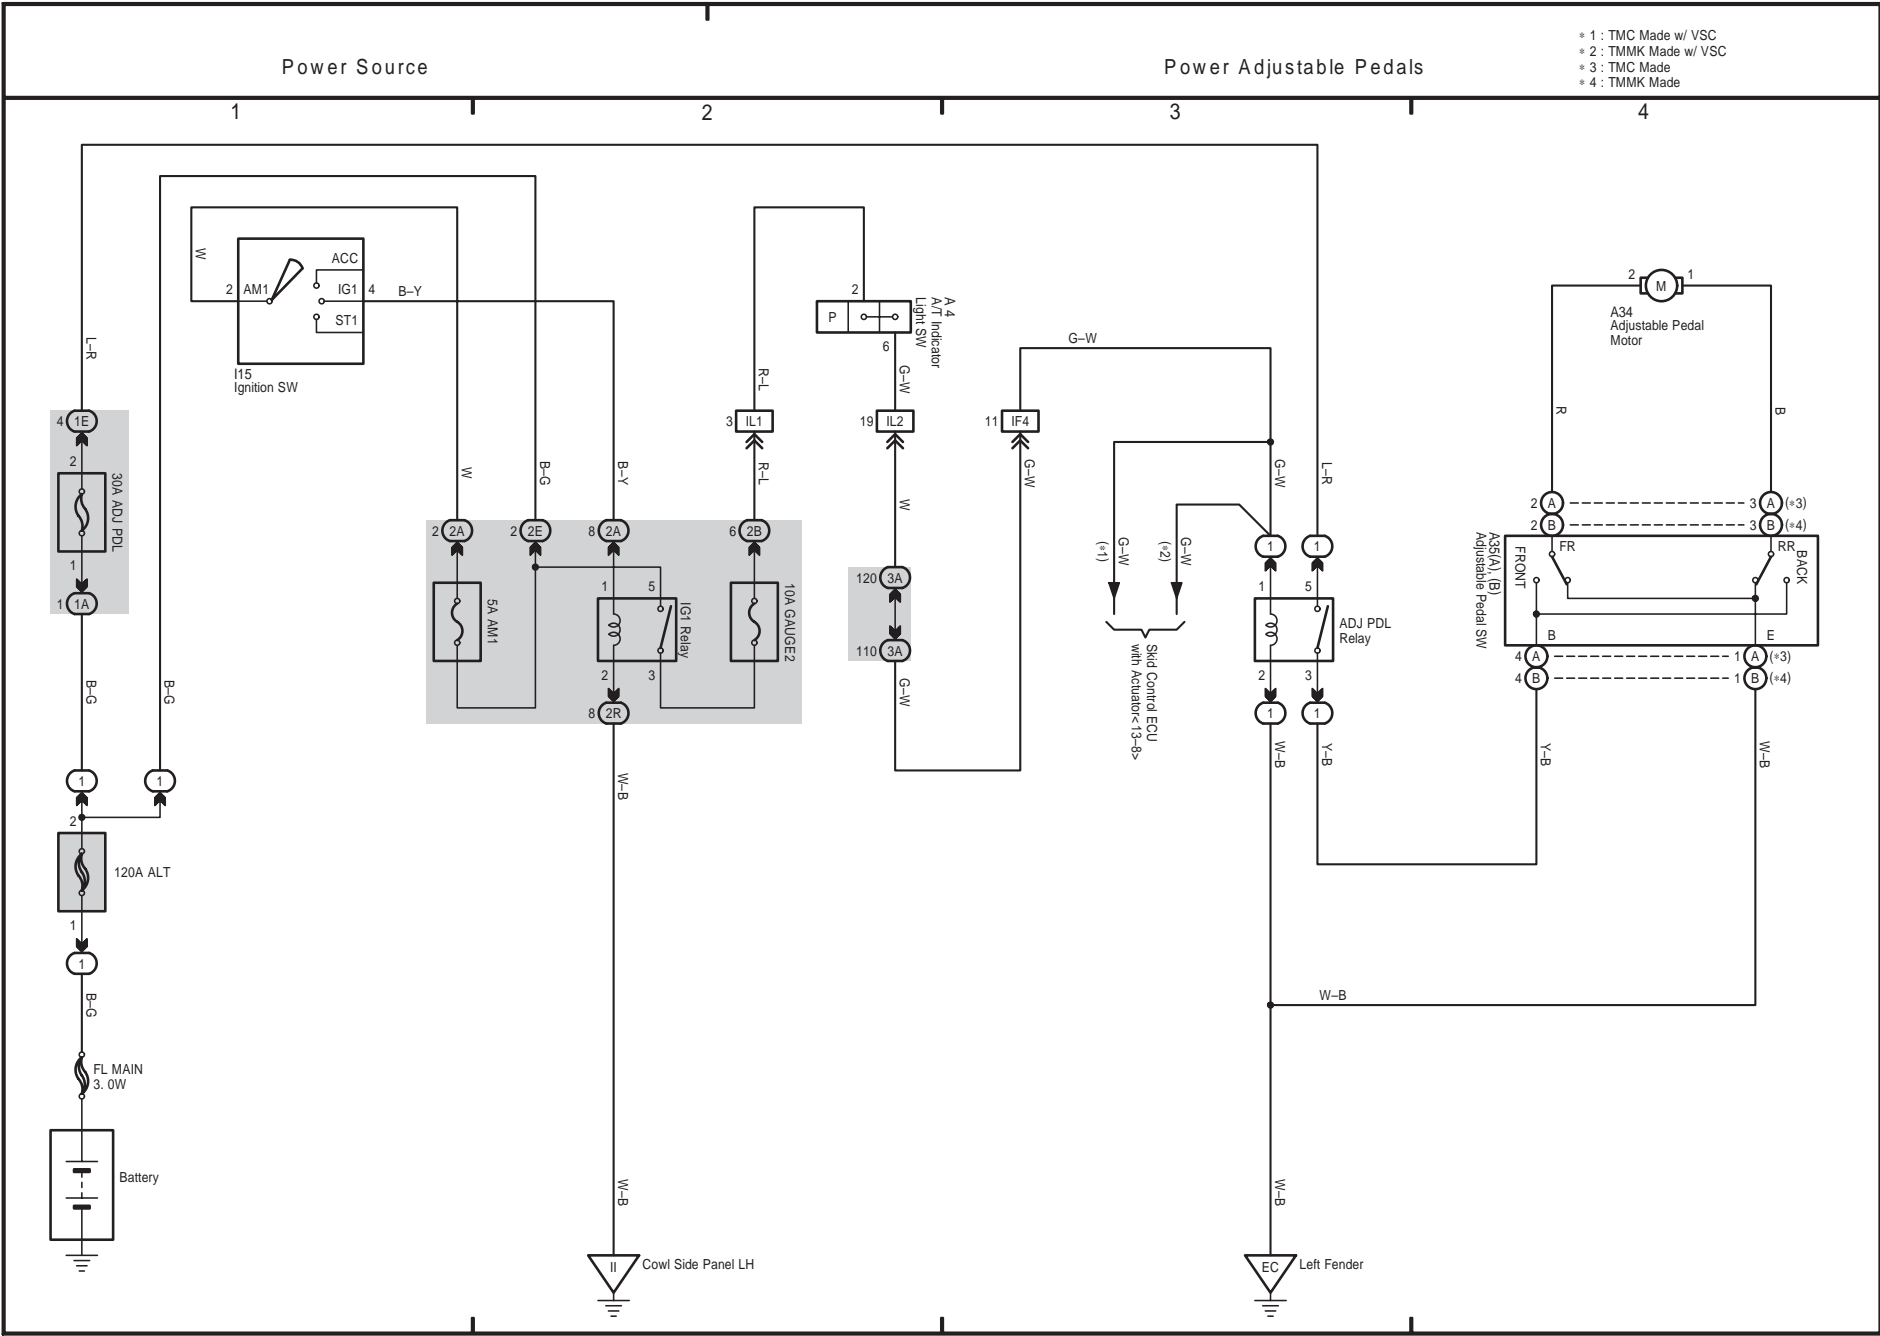 Power Source
Power Adjustable Pedals
∗ 1 : TMC Made w/ VSC
∗ 2 : TMMK Made w/ VSC
∗ 3 : TMC Made
∗ 4 : TMMK Made
1
2
3
4
W
2
AM1
ACC
IG1
ST1
4
B–Y
I15
Ignition SW
L–R
4
1E
2
30A ADJ PDL
1
1
1A
B–G
B–G
1
1
2
120A ALT
1
1
B–G
FL MAIN
3. 0W
Battery
W
B–G
B–Y
2
2A
2
2E
8
2A
6
2B
5A AM1
1
5
IG1 Relay
2
3
10A GAUGE2
8
2R
W–B
W–B
II
Cowl Side Panel LH
R–L
3
IL1
R–L
2
P
6
A 4
A/T Indicator
Light SW
G–W
19
IL2
W
120
3A
110
3A
G–W
11
IF4
G–W
G–W
G–W
L–R
G–W
(∗1)
G–W
(∗2)
Skid Control ECU
with Actuator<13–8>
1
1
1
5
ADJ PDL
Relay
2
3
1
1
W–B
Y–B
W–B
W–B
EC
Left Fender
2
M
1
A34
Adjustable Pedal
Motor
R
B
2
A
3
A
(∗3)
2
B
3
B
(∗4)
FR
RR
FRONT
BACK
B
E
A35(A), (B)
Adjustable Pedal SW
4
A
1
A
(∗3)
4
B
1
B
(∗4)
Y–B
W–B